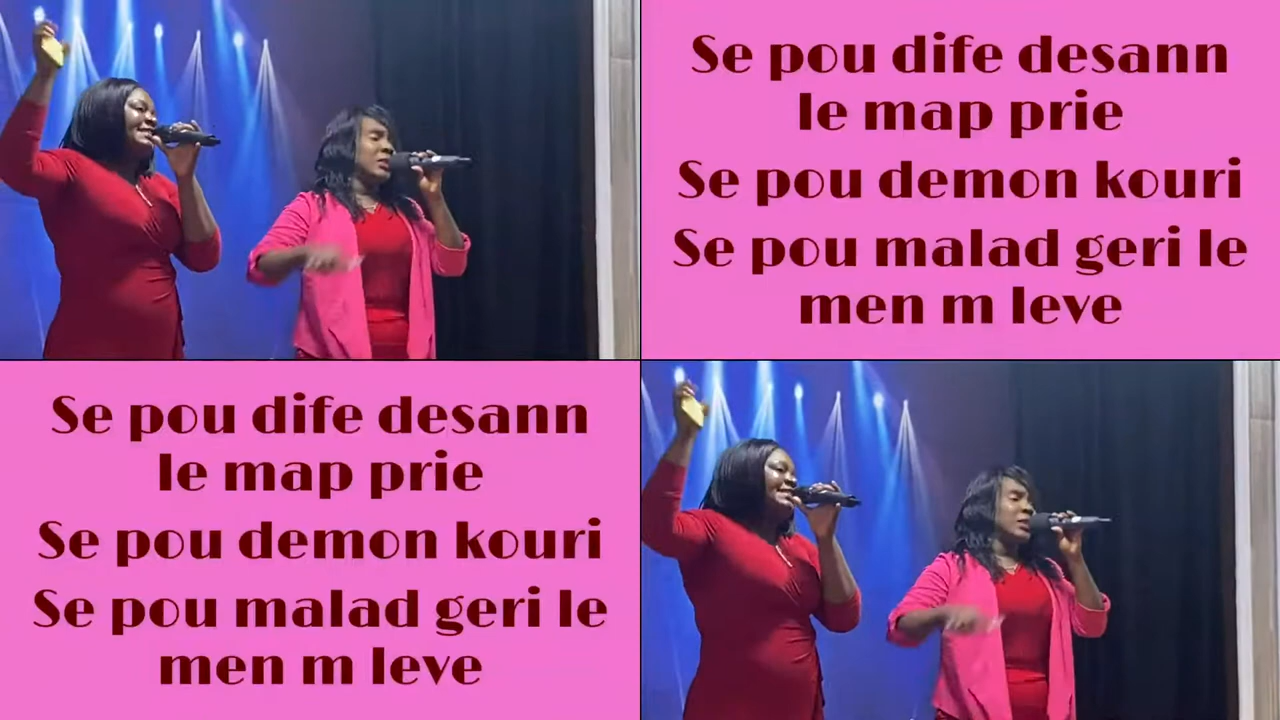 Se pou dife desann
le map prie
Se pou demon kouri
Se pou malad geri le
men m leve
Se pou dife desann
le map prie
Se pou demon kouri
Se pou malad geri le
men m leve